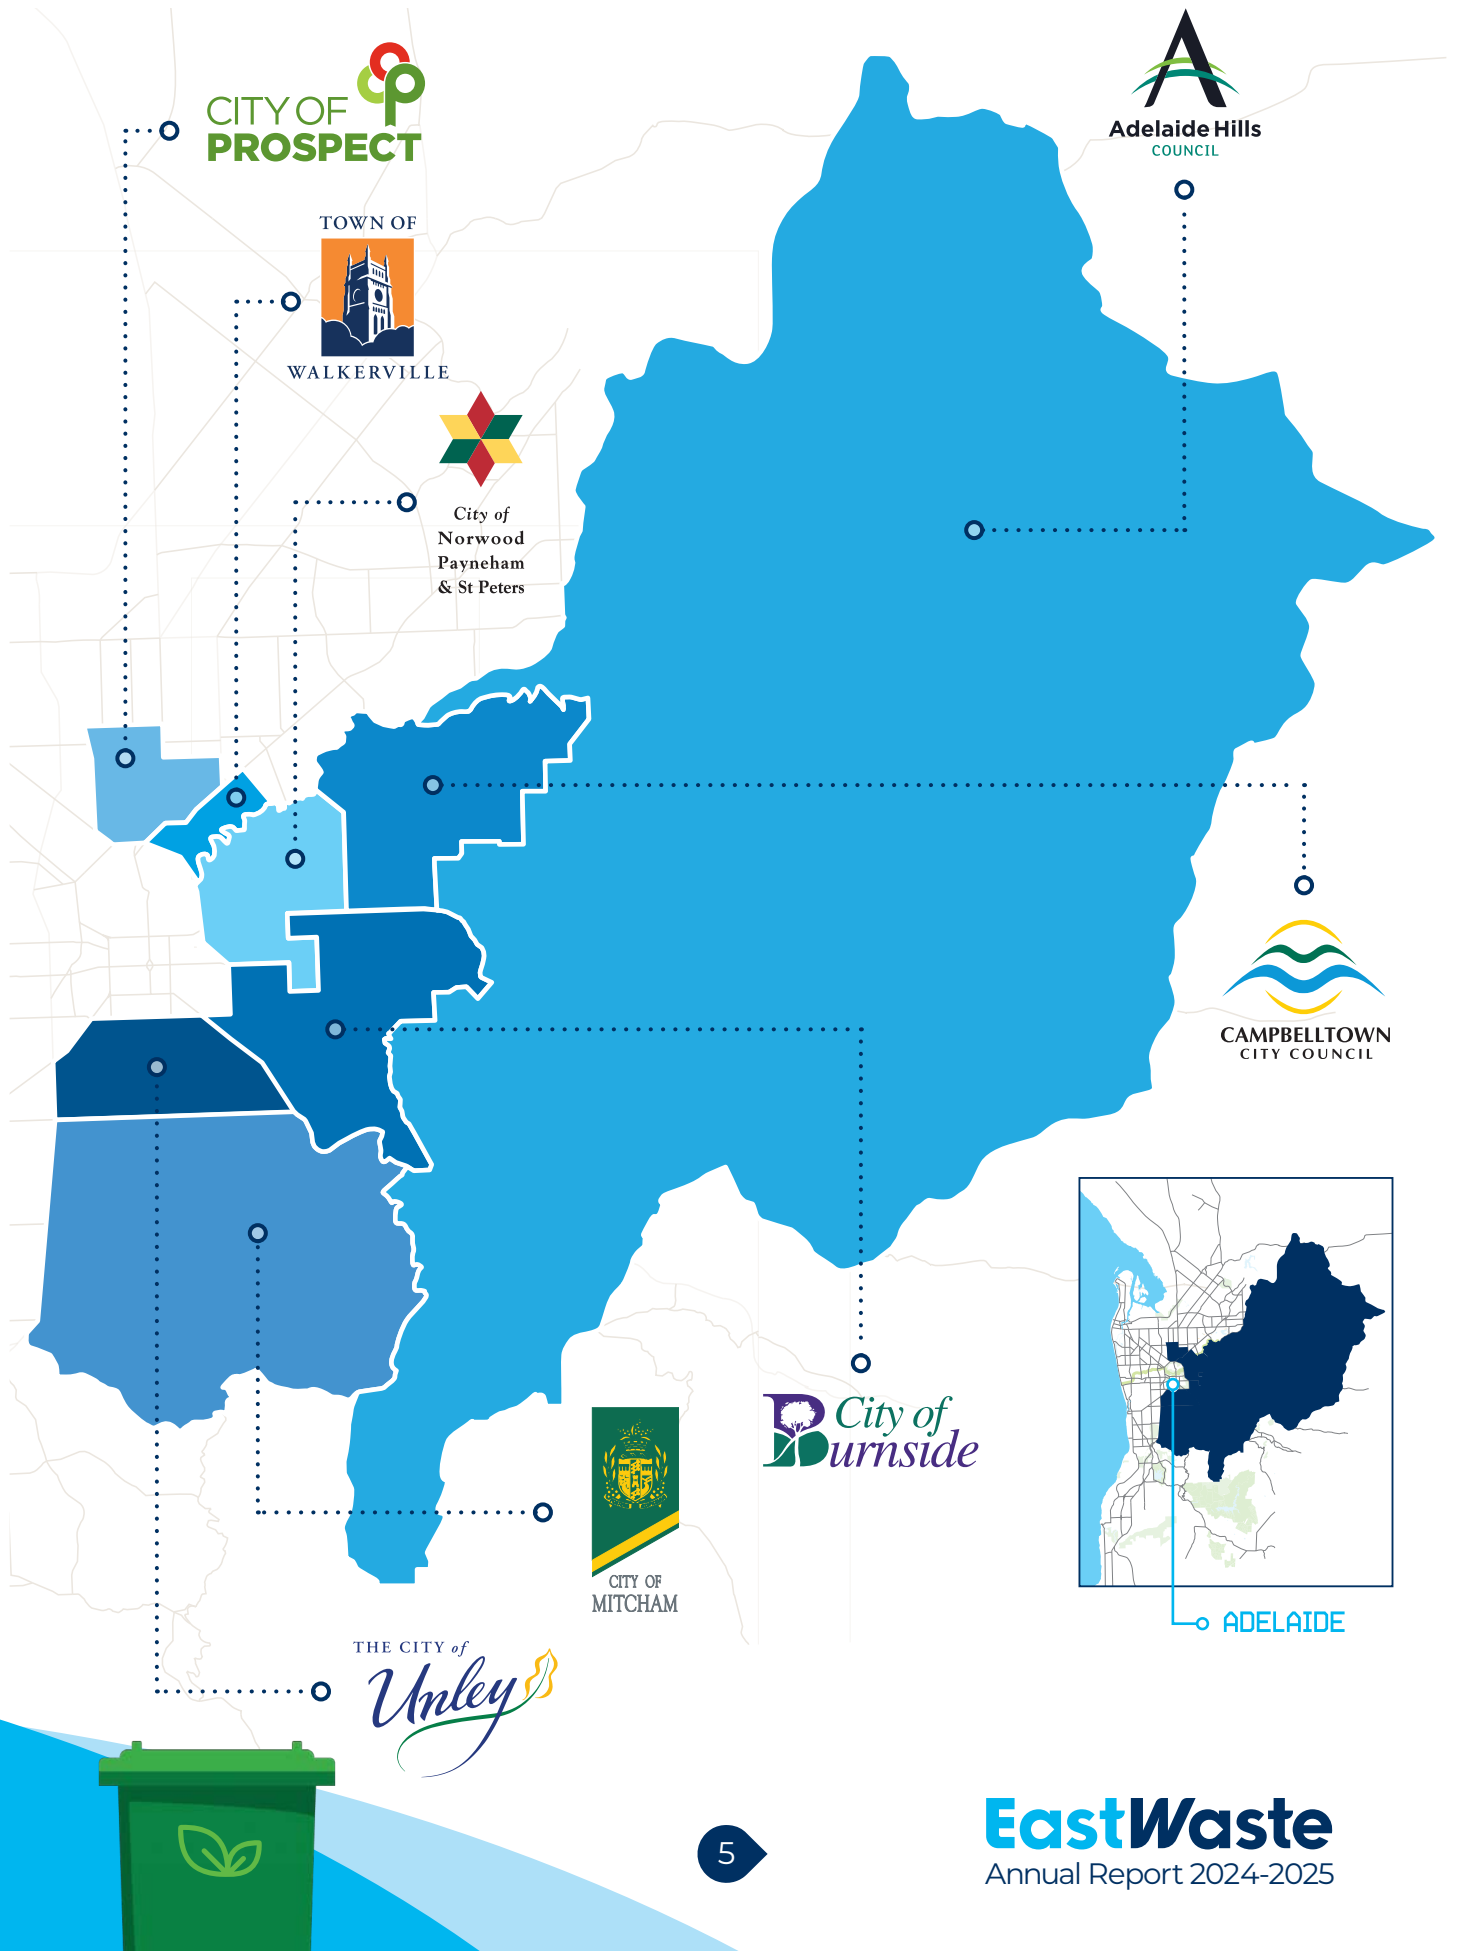 CITY OF
PROSPECT
Adelaide Hills
COUNCIL
TOWN OF
WALKERVILLE
City of
Norwood
Payneham
& St Peters
CAMPBELLTOWN
CITY COUNCIL
City of
Burnside
CITY OF
MITCHAM
ADELAIDE
THE CITY of
Unley
5
EastWaste
Annual Report 2024-2025